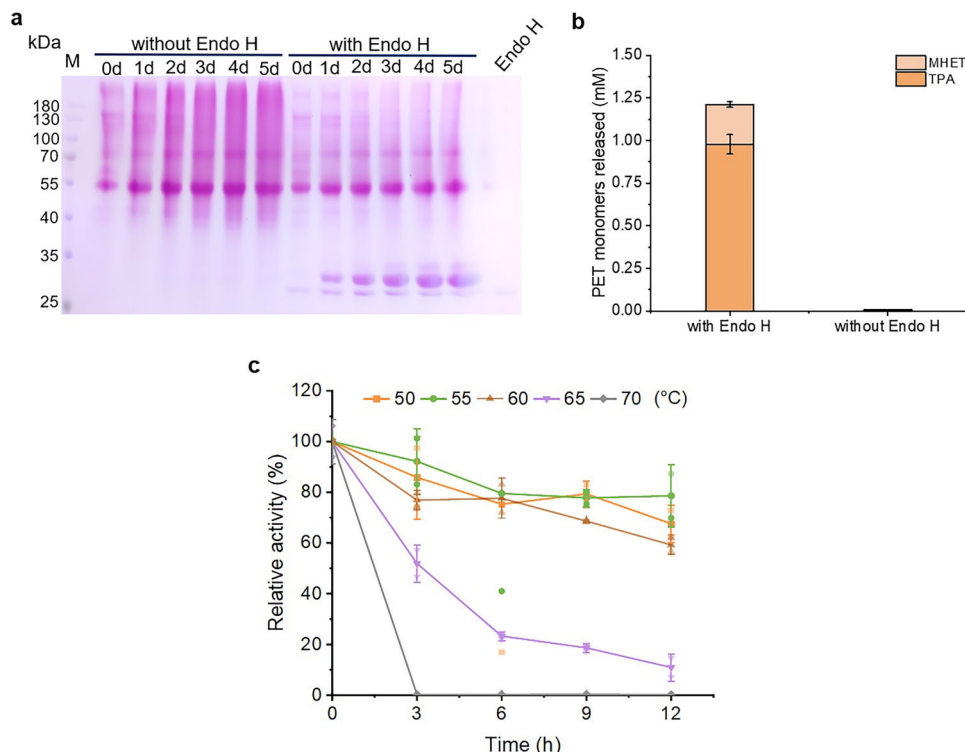 a
kDa
without Endo H
with Endo H
Endo H
M
0d 1d 2d 3d 4d 5d
0d 1d 2d 3d 4d 5d
180
130
100
70
55
40
35
25
b
PET monomers released (mM)
1.50
1.25
1.00
0.75
0.50
0.25
0.00
MHET
TPA
with Endo H
without Endo H
c
Relative activity (%)
120
100
80
60
40
20
0
50 55 60 65 70 (°C)
0 3 6 9 12
Time (h)